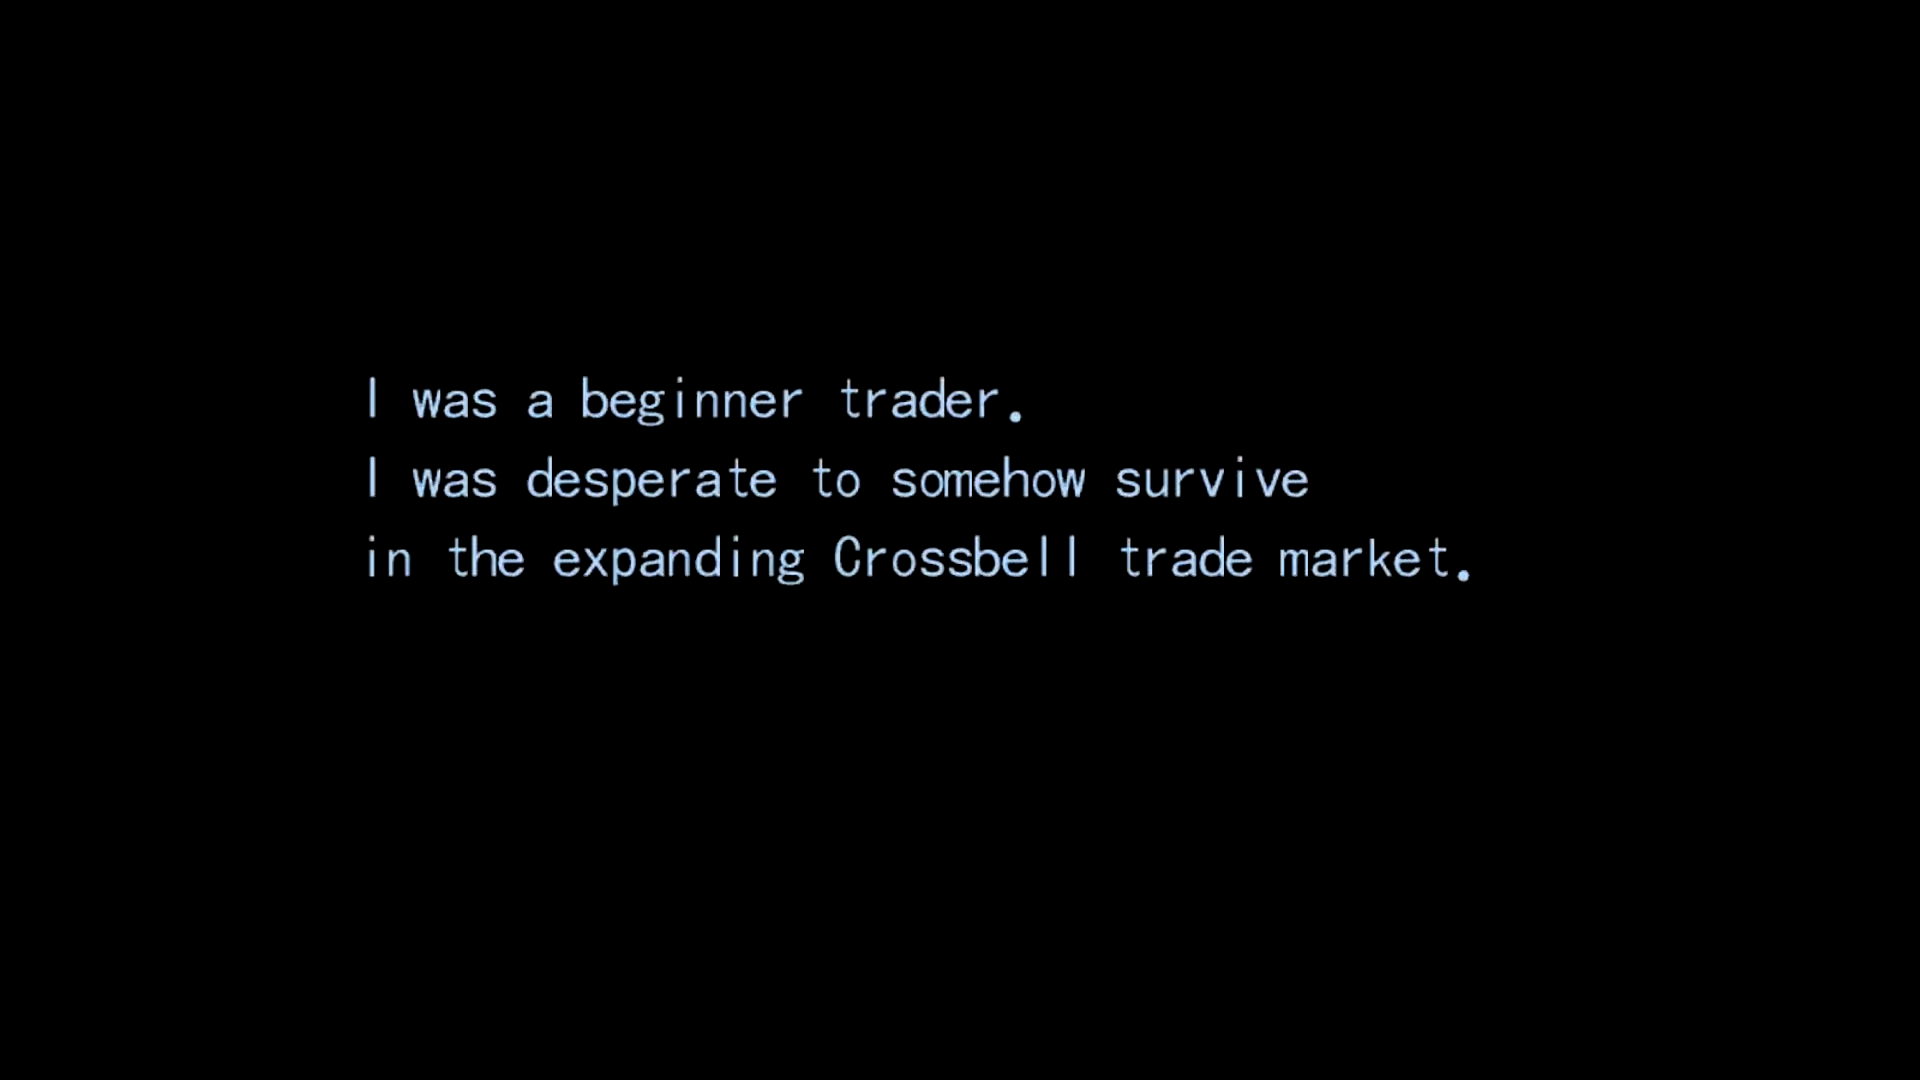 I was a beginner trader.
I was desperate to somehow survive
in the expanding Crossbell trade market.